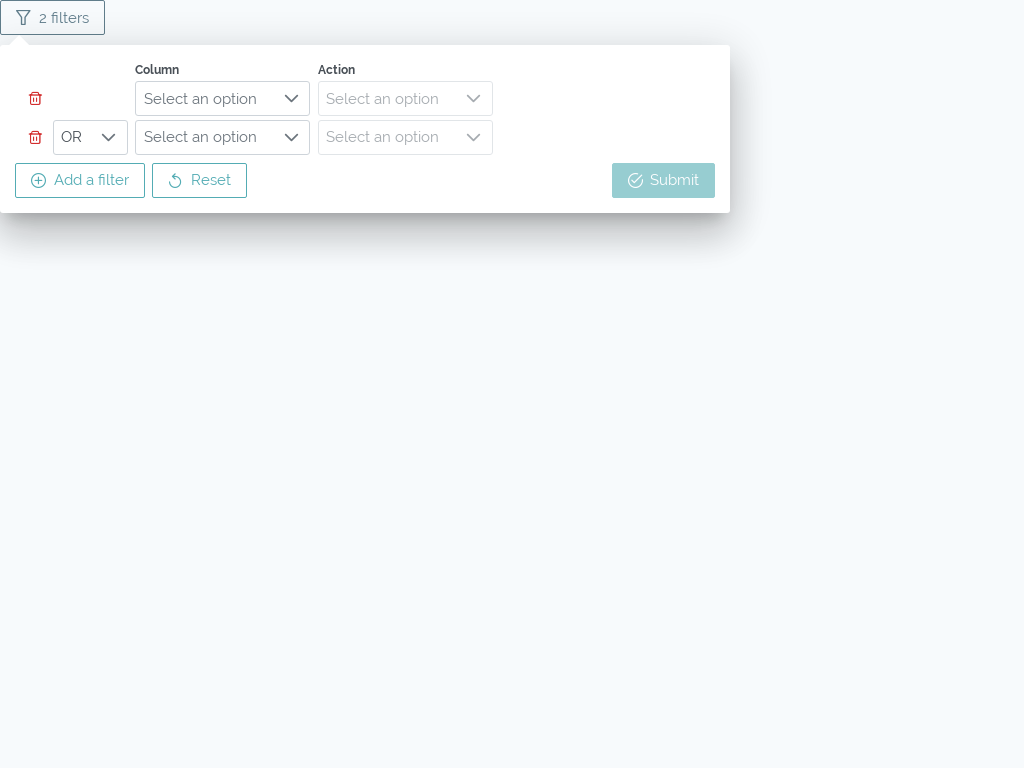 2 filters
Column Action
Select an option Select an option
OR Select an option Select an option
Add a filter Reset Submit